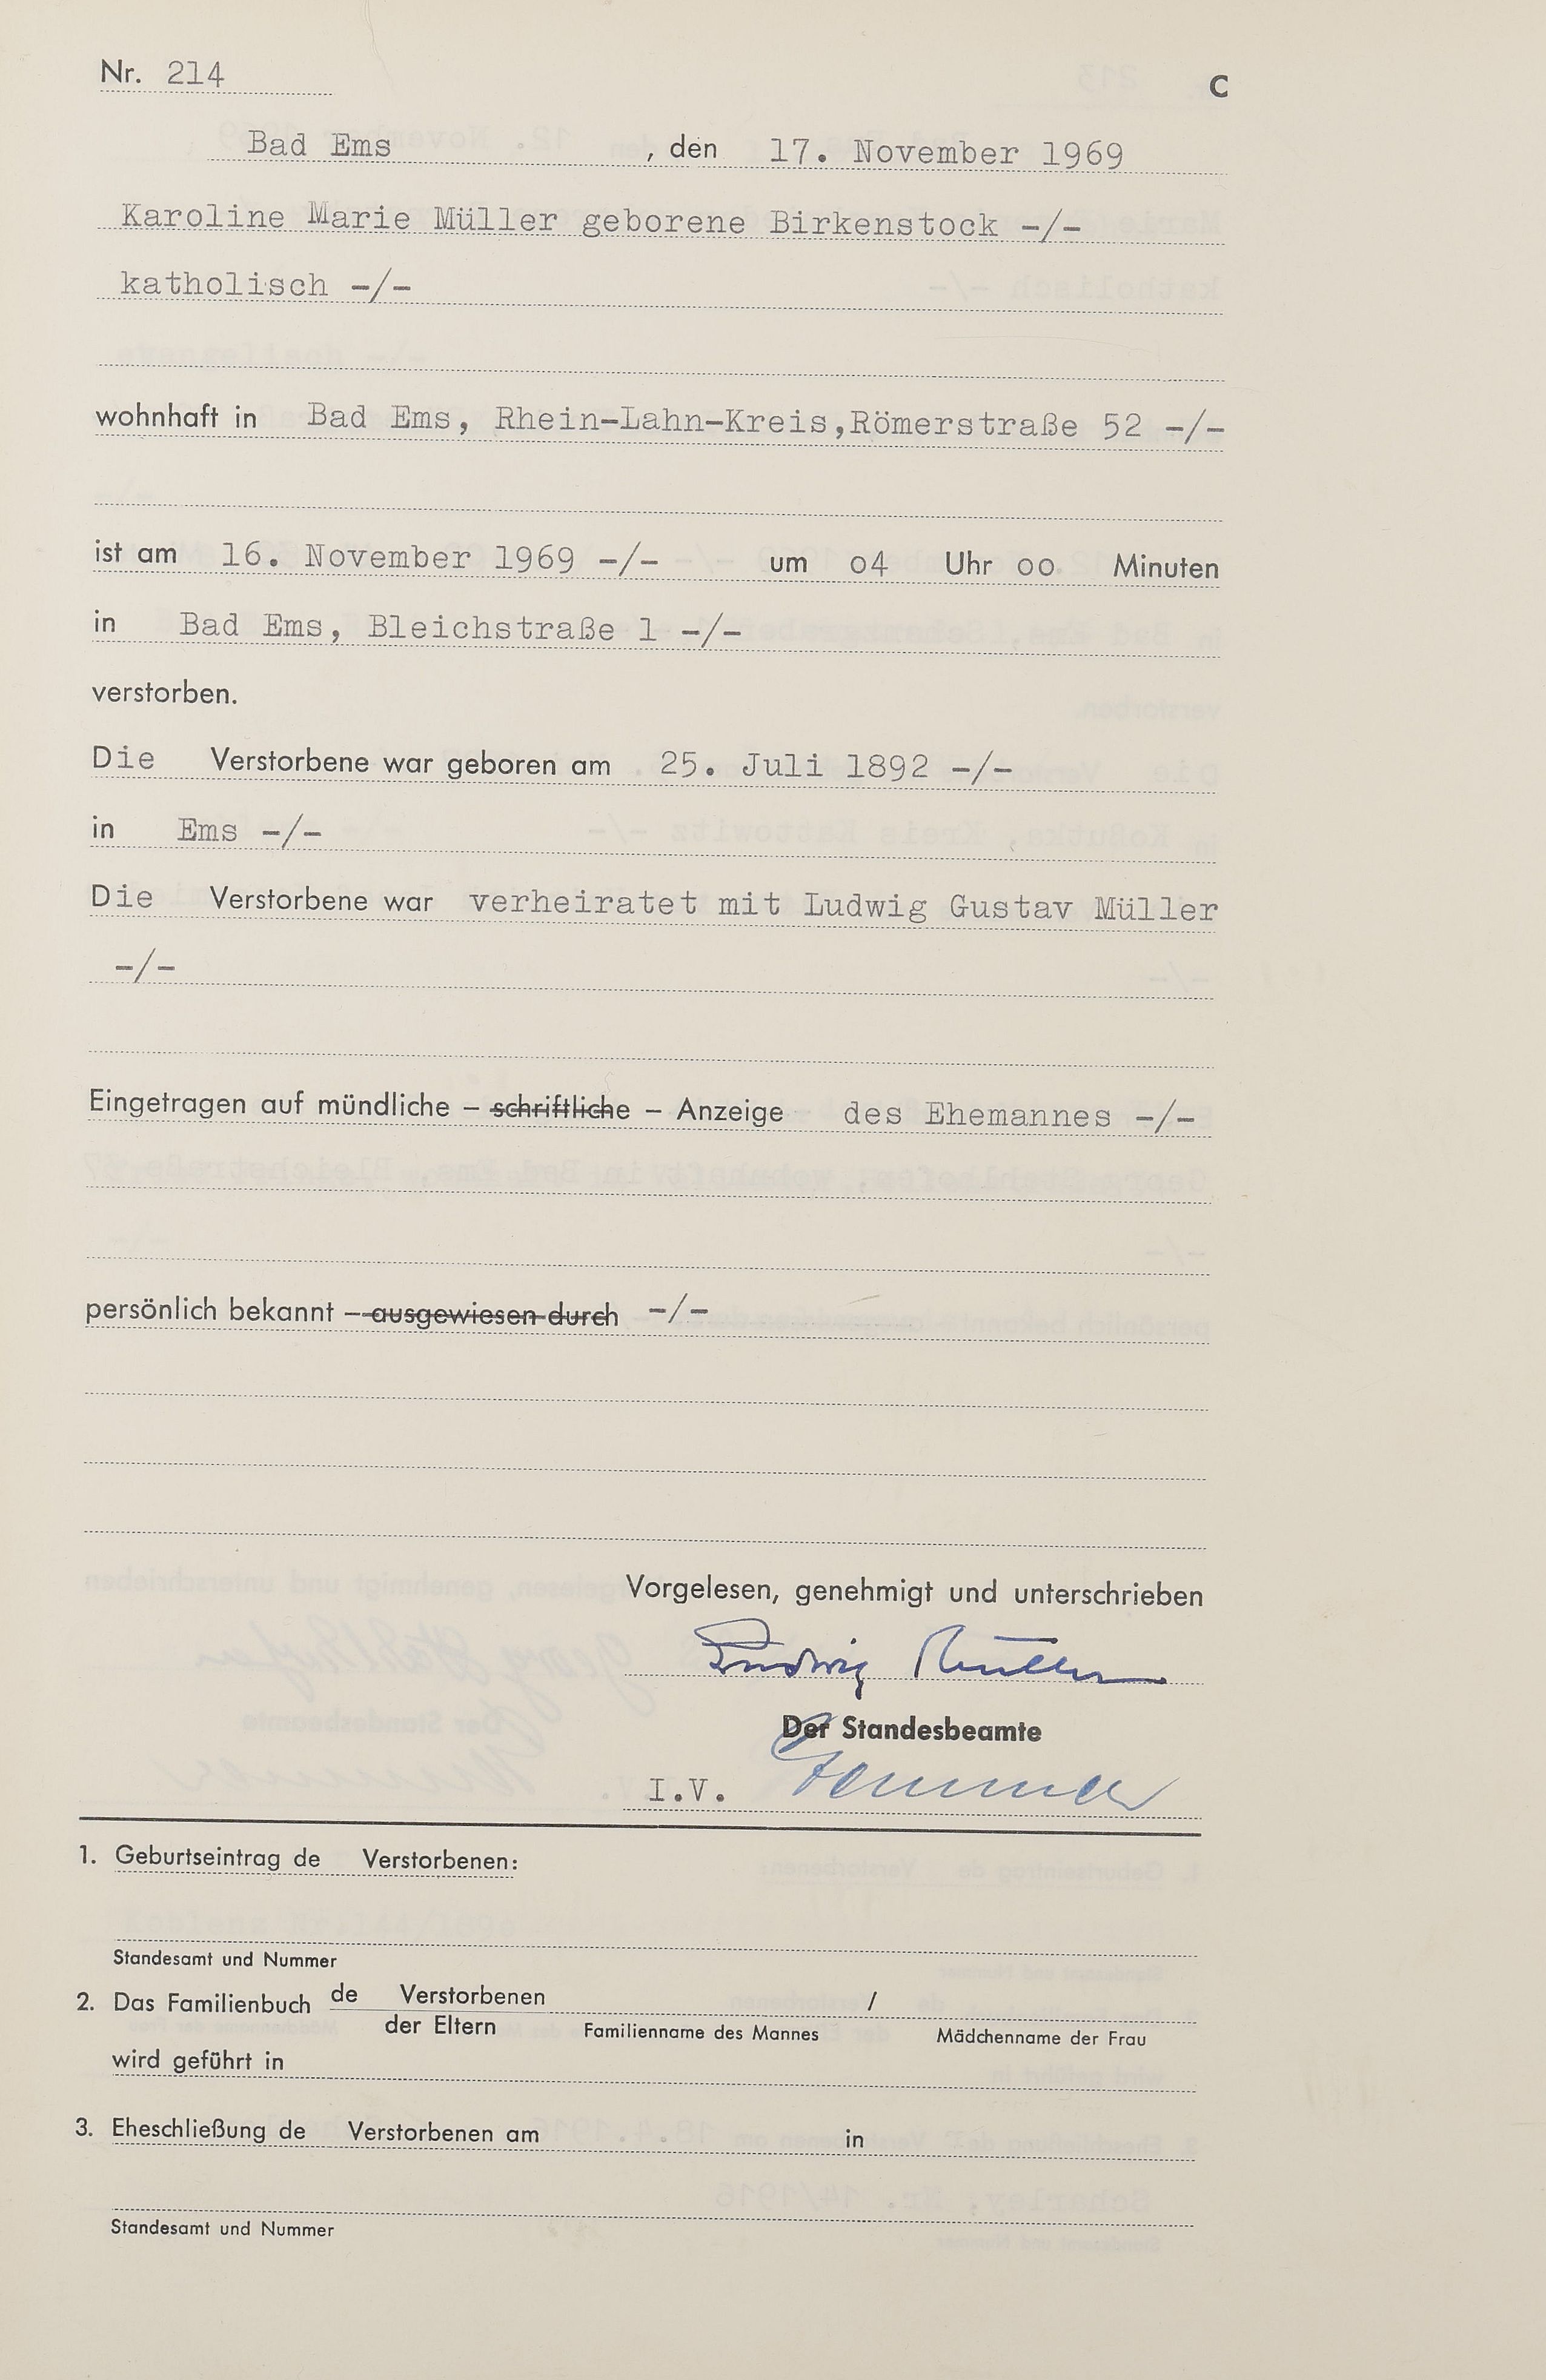 Nr. 214
C
Bad Ems , den 17. November 1969
Karoline Marie Müller geborene Birkenstock -/-
katholisch -/-
wohnhaft in Bad Ems, Rhein-Lahn-Kreis,Römerstraße 52 -/-
ist am 16. November 1969 -/- um o4 Uhr oo Minuten
in Bad Ems, Bleichstraße 1 -/-
verstorben.
Die Verstorbene war geboren am 25. Juli 1892 -/-
in Ems -/-
Die Verstorbene war verheiratet mit Ludwig Gustav Müller
-/-
Eingetragen auf mündliche – schriftliche – Anzeige des Ehemannes -/-
persönlich bekannt – ausgewiesen durch -/-
Vorgelesen, genehmigt und unterschrieben
Ludwig Müller
Der Standesbeamte
I.V.
1. Geburtseintrag de Verstorbenen:
Standesamt und Nummer
2. Das Familienbuch de Verstorbenen /
der Eltern Familienname des Mannes Mädchenname der Frau
wird geführt in
3. Eheschließung de Verstorbenen am in
Standesamt und Nummer